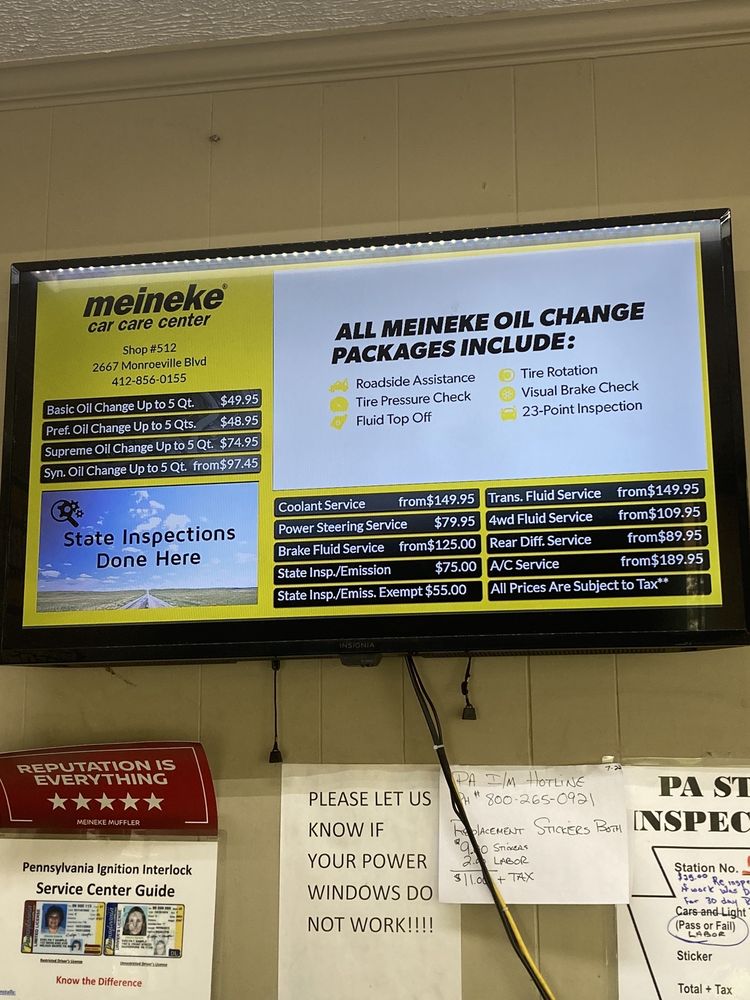 meineke®
car care center
Shop #512
2667 Monroeville Blvd
412-856-0155
Basic Oil Change Up to 5 Qt. $49.95
Pref. Oil Change Up to 5 Qts. $48.95
Supreme Oil Change Up to 5 Qt. $74.95
Syn. Oil Change Up to 5 Qt. from$97.45
State Inspections
Done Here
ALL MEINEKE OIL CHANGE
PACKAGES INCLUDE:
Roadside Assistance
Tire Pressure Check
Fluid Top Off
Tire Rotation
Visual Brake Check
23-Point Inspection
Coolant Service from$149.95
Power Steering Service $79.95
Brake Fluid Service from$125.00
State Insp./Emission $75.00
State Insp./Emiss. Exempt $55.00
Trans. Fluid Service from$149.95
4wd Fluid Service from$109.95
Rear Diff. Service from$89.95
A/C Service from$189.95
All Prices Are Subject to Tax**
INSIGNIA
REPUTATION IS
EVERYTHING
MEINEKE MUFFLER
Pennsylvania Ignition Interlock
Service Center Guide
Know the Difference
PLEASE LET US
KNOW IF
YOUR POWER
WINDOWS DO
NOT WORK!!!!
PA I/M HOTLINE
PH# 800-265-0921
REPLACEMENT STICKERS BOTH
STICKERS
LABOR
+ TAX
PA ST
INSPEC
Station No.
$35.00 Re
For 30 day
Cars and Light
(Pass or Fail)
LABOR
Sticker
Total + Tax